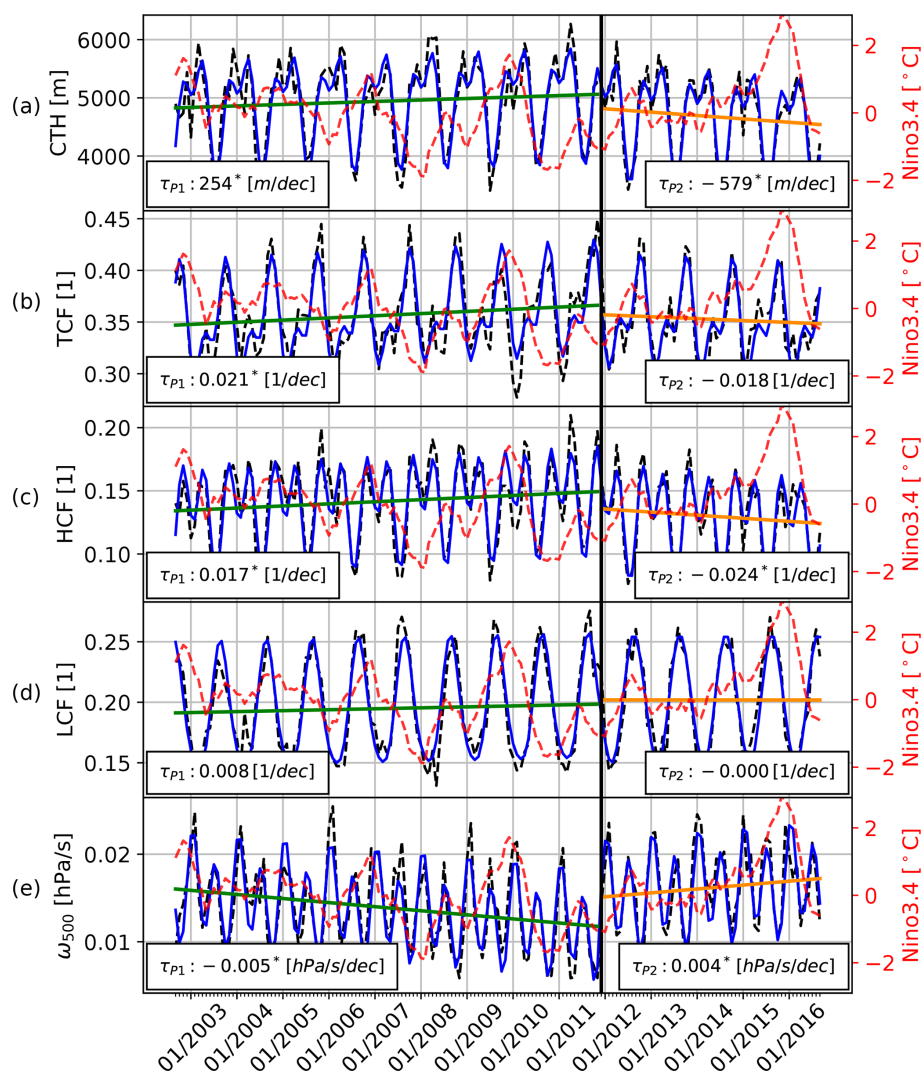 (a)
CTH [m]
6000
5000
4000
2
0
−2
Nino3.4 [°C]
τP1 : 254* [m/dec]
τP2 : −579* [m/dec]
(b)
TCF [1]
0.45
0.40
0.35
0.30
2
0
−2
Nino3.4 [°C]
τP1 : 0.021* [1/dec]
τP2 : −0.018 [1/dec]
(c)
HCF [1]
0.20
0.15
0.10
2
0
−2
Nino3.4 [°C]
τP1 : 0.017* [1/dec]
τP2 : −0.024* [1/dec]
(d)
LCF [1]
0.25
0.20
0.15
2
0
−2
Nino3.4 [°C]
τP1 : 0.008 [1/dec]
τP2 : −0.000 [1/dec]
(e)
ω500 [hPa/s]
0.02
0.01
2
0
−2
Nino3.4 [°C]
τP1 : −0.005* [hPa/s/dec]
τP2 : 0.004* [hPa/s/dec]
01/2003
01/2004
01/2005
01/2006
01/2007
01/2008
01/2009
01/2010
01/2011
01/2012
01/2013
01/2014
01/2015
01/2016